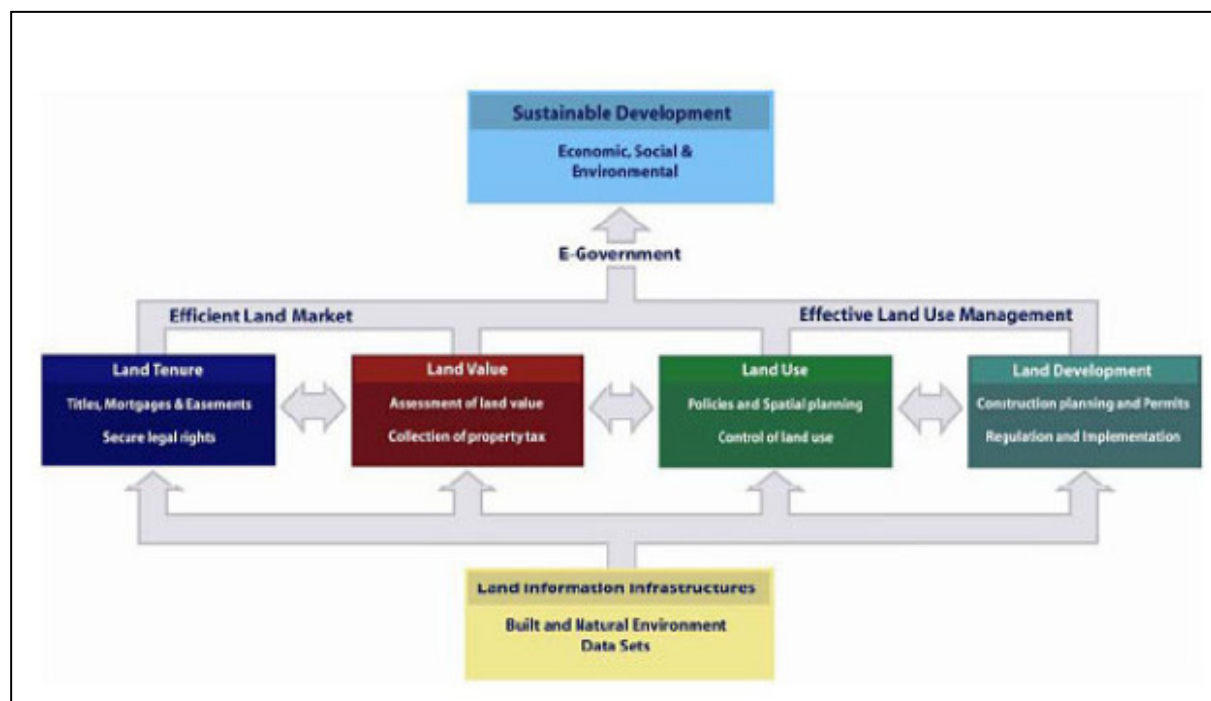 Sustainable Development
Economic, Social &
Environmental
E-Government
Efficient Land Market
Effective Land Use Management
Land Tenure
Titles, Mortgages & Easements
Secure legal rights
Land Value
Assessment of land value
Collection of property tax
Land Use
Policies and Spatial planning
Control of land use
Land Development
Construction planning and Permits
Regulation and Implementation
Land Information Infrastructures
Built and Natural Environment
Data Sets